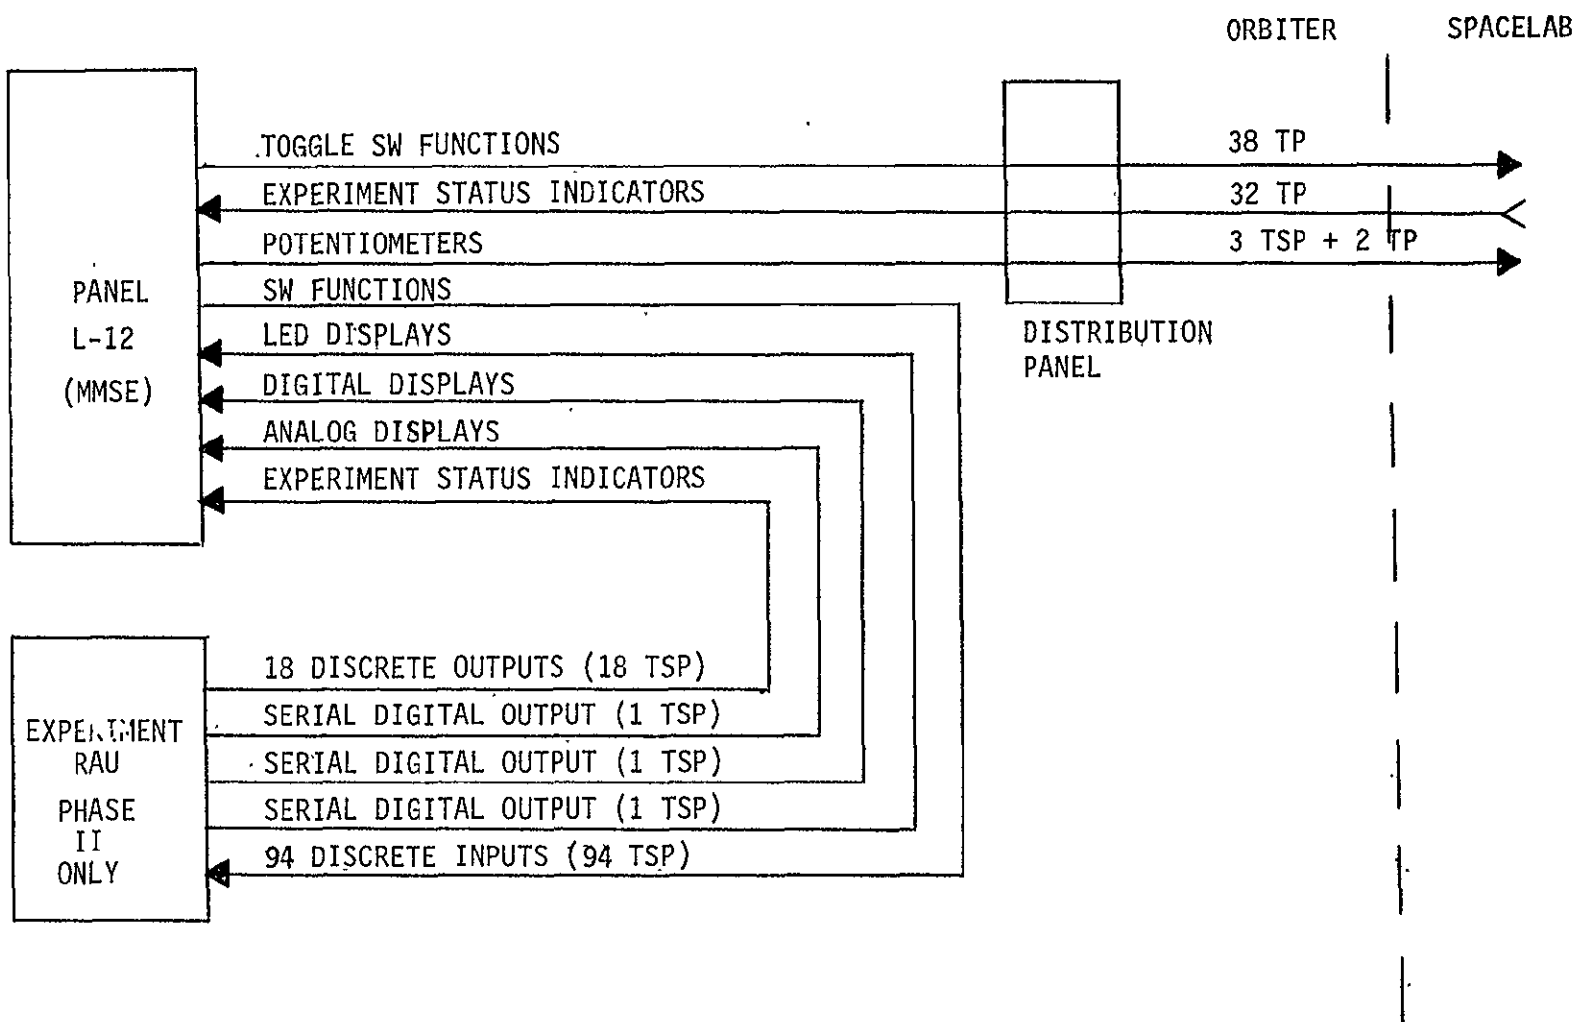 ORBITER SPACELAB
TOGGLE SW FUNCTIONS 38 TP
EXPERIMENT STATUS INDICATORS 32 TP
POTENTIOMETERS 3 TSP + 2 TP
PANEL
L-12
(MMSE)
SW FUNCTIONS
LED DISPLAYS
DIGITAL DISPLAYS
ANALOG DISPLAYS
EXPERIMENT STATUS INDICATORS
DISTRIBUTION
PANEL
18 DISCRETE OUTPUTS (18 TSP)
SERIAL DIGITAL OUTPUT (1 TSP)
SERIAL DIGITAL OUTPUT (1 TSP)
SERIAL DIGITAL OUTPUT (1 TSP)
94 DISCRETE INPUTS (94 TSP)
EXPERIMENT
RAU
PHASE
II
ONLY